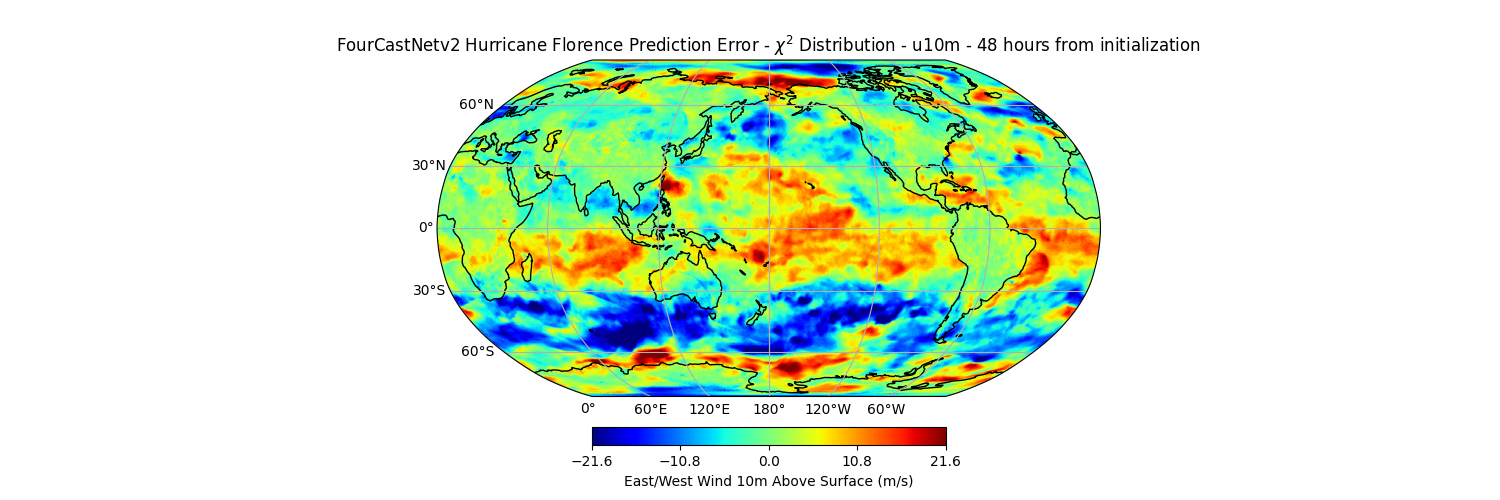 FourCastNetv2 Hurricane Florence Prediction Error - χ² Distribution - u10m - 48 hours from initialization
60°N
30°N
0°
30°S
60°S
0° 60°E 120°E 180° 120°W 60°W
−21.6 −10.8 0.0 10.8 21.6
East/West Wind 10m Above Surface (m/s)